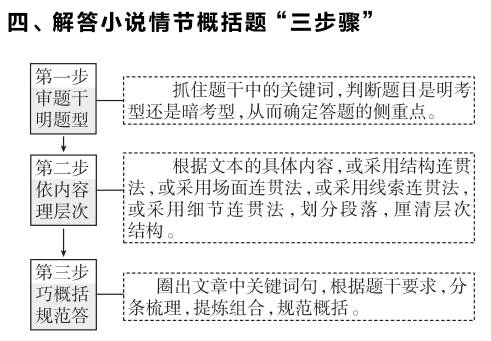 四、解答小说情节概括题“三步骤”
第一步
审题干
明题型
抓住题干中的关键词，判断题目是明考
型还是暗考型，从而确定答题的侧重点。
第二步
依内容
理层次
根据文本的具体内容，或采用结构连贯
法，或采用场面连贯法，或采用线索连贯法，
或采用细节连贯法，划分段落，厘清层次
结构。
第三步
巧概括
规范答
圈出文章中关键词句，根据题干要求，分
条梳理，提炼组合，规范概括。